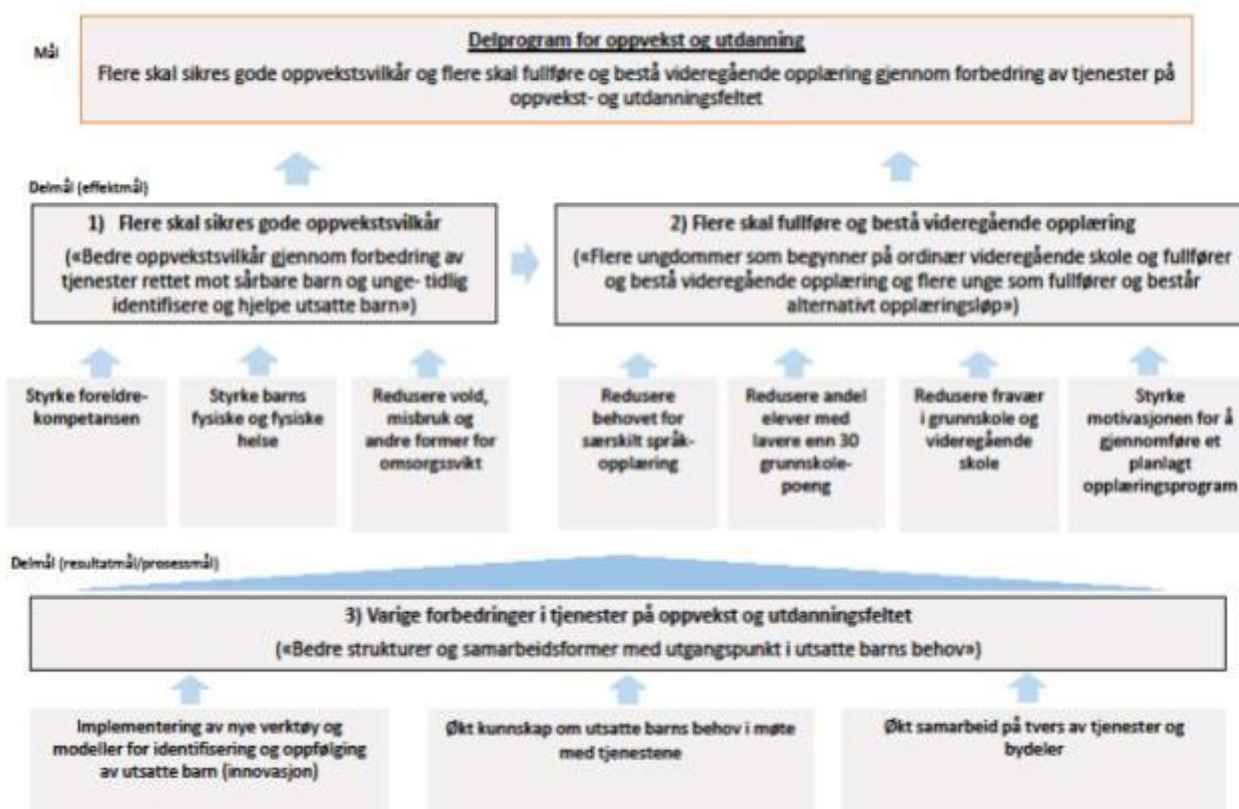 Mål
Delprogram for oppvekst og utdanning
Flere skal sikres gode oppvekstsvilkår og flere skal fullføre og bestå videregående opplæring gjennom forbedring av tjenester på
oppvekst- og utdanningsfeltet
Delmål (effektmål)
1) Flere skal sikres gode oppvekstsvilkår
(«Bedre oppvekstsvilkår gjennom forbedring av
tjenester rettet mot sårbare barn og unge- tidlig
identifisere og hjelpe utsatte barn»)
2) Flere skal fullføre og bestå videregående opplæring
(«Flere ungdommer som begynner på ordinær videregående skole og fullfører
og bestå videregående opplæring og flere unge som fullfører og består
alternativt opplæringsløp»)
Styrke foreldre-
kompetansen
Styrke barns
fysiske og fysiske
helse
Redusere vold,
misbruk og
andre former for
omsorgssvikt
Redusere
behovet for
særskilt språk-
opplæring
Redusere andel
elever med
lavere enn 30
grunnskole-
poeng
Redusere fravær
i grunnskole og
videregående
skole
Styrke
motivasjonen for å
gjennomføre et
planlagt
opplæringsprogram
Delmål (resultatmål/prosessmål)
3) Varige forbedringer i tjenester på oppvekst og utdanningsfeltet
(«Bedre strukturer og samarbeidsformer med utgangspunkt i utsatte barns behov»)
Implementering av nye verktøy og
modeller for identifisering og oppfølging
av utsatte barn (innovasjon)
Økt kunnskap om utsatte barns behov i møte
med tjenestene
Økt samarbeid på tvers av tjenester og
bydeler